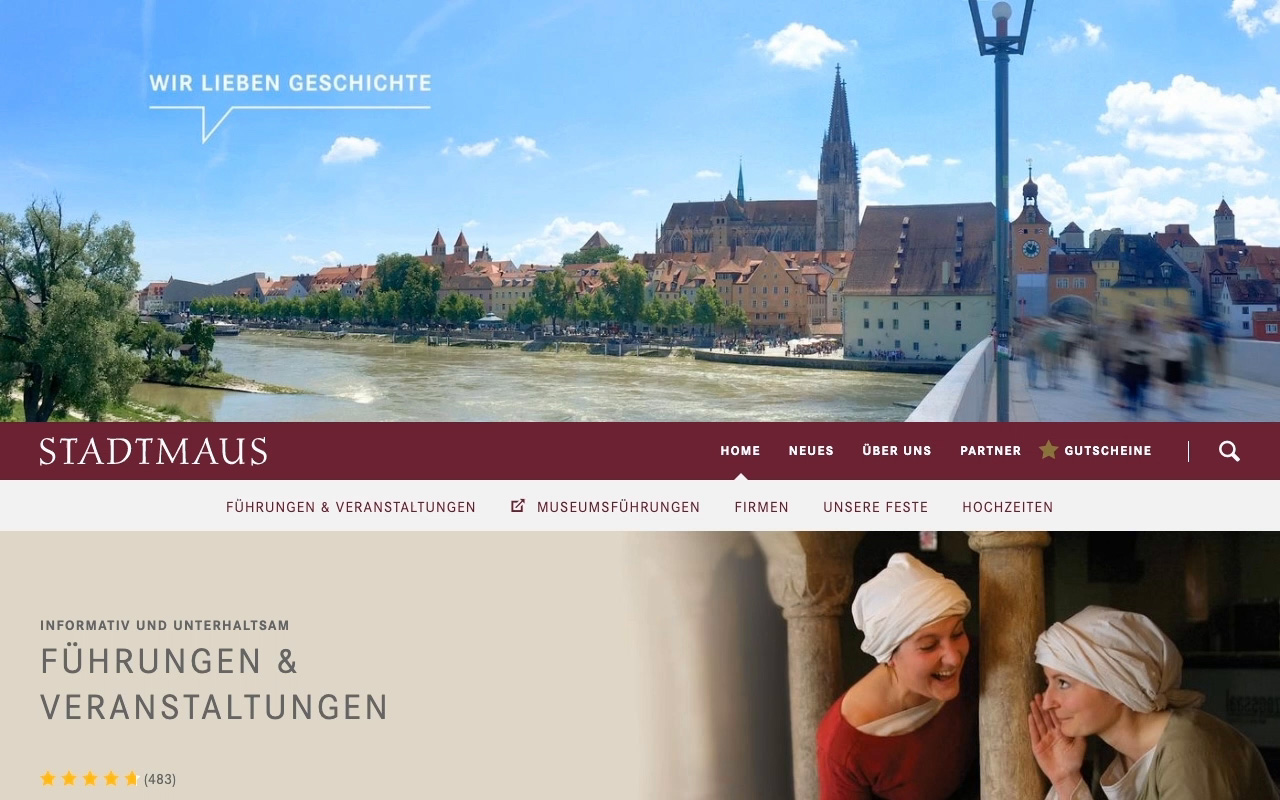 WIR LIEBEN GESCHICHTE
STADTMAUS
HOME NEUES ÜBER UNS PARTNER GUTSCHEINE
FÜHRUNGEN & VERANSTALTUNGEN MUSEUMSFÜHRUNGEN FIRMEN UNSERE FESTE HOCHZEITEN
INFORMATIV UND UNTERHALTSAM
FÜHRUNGEN &
VERANSTALTUNGEN
(483)